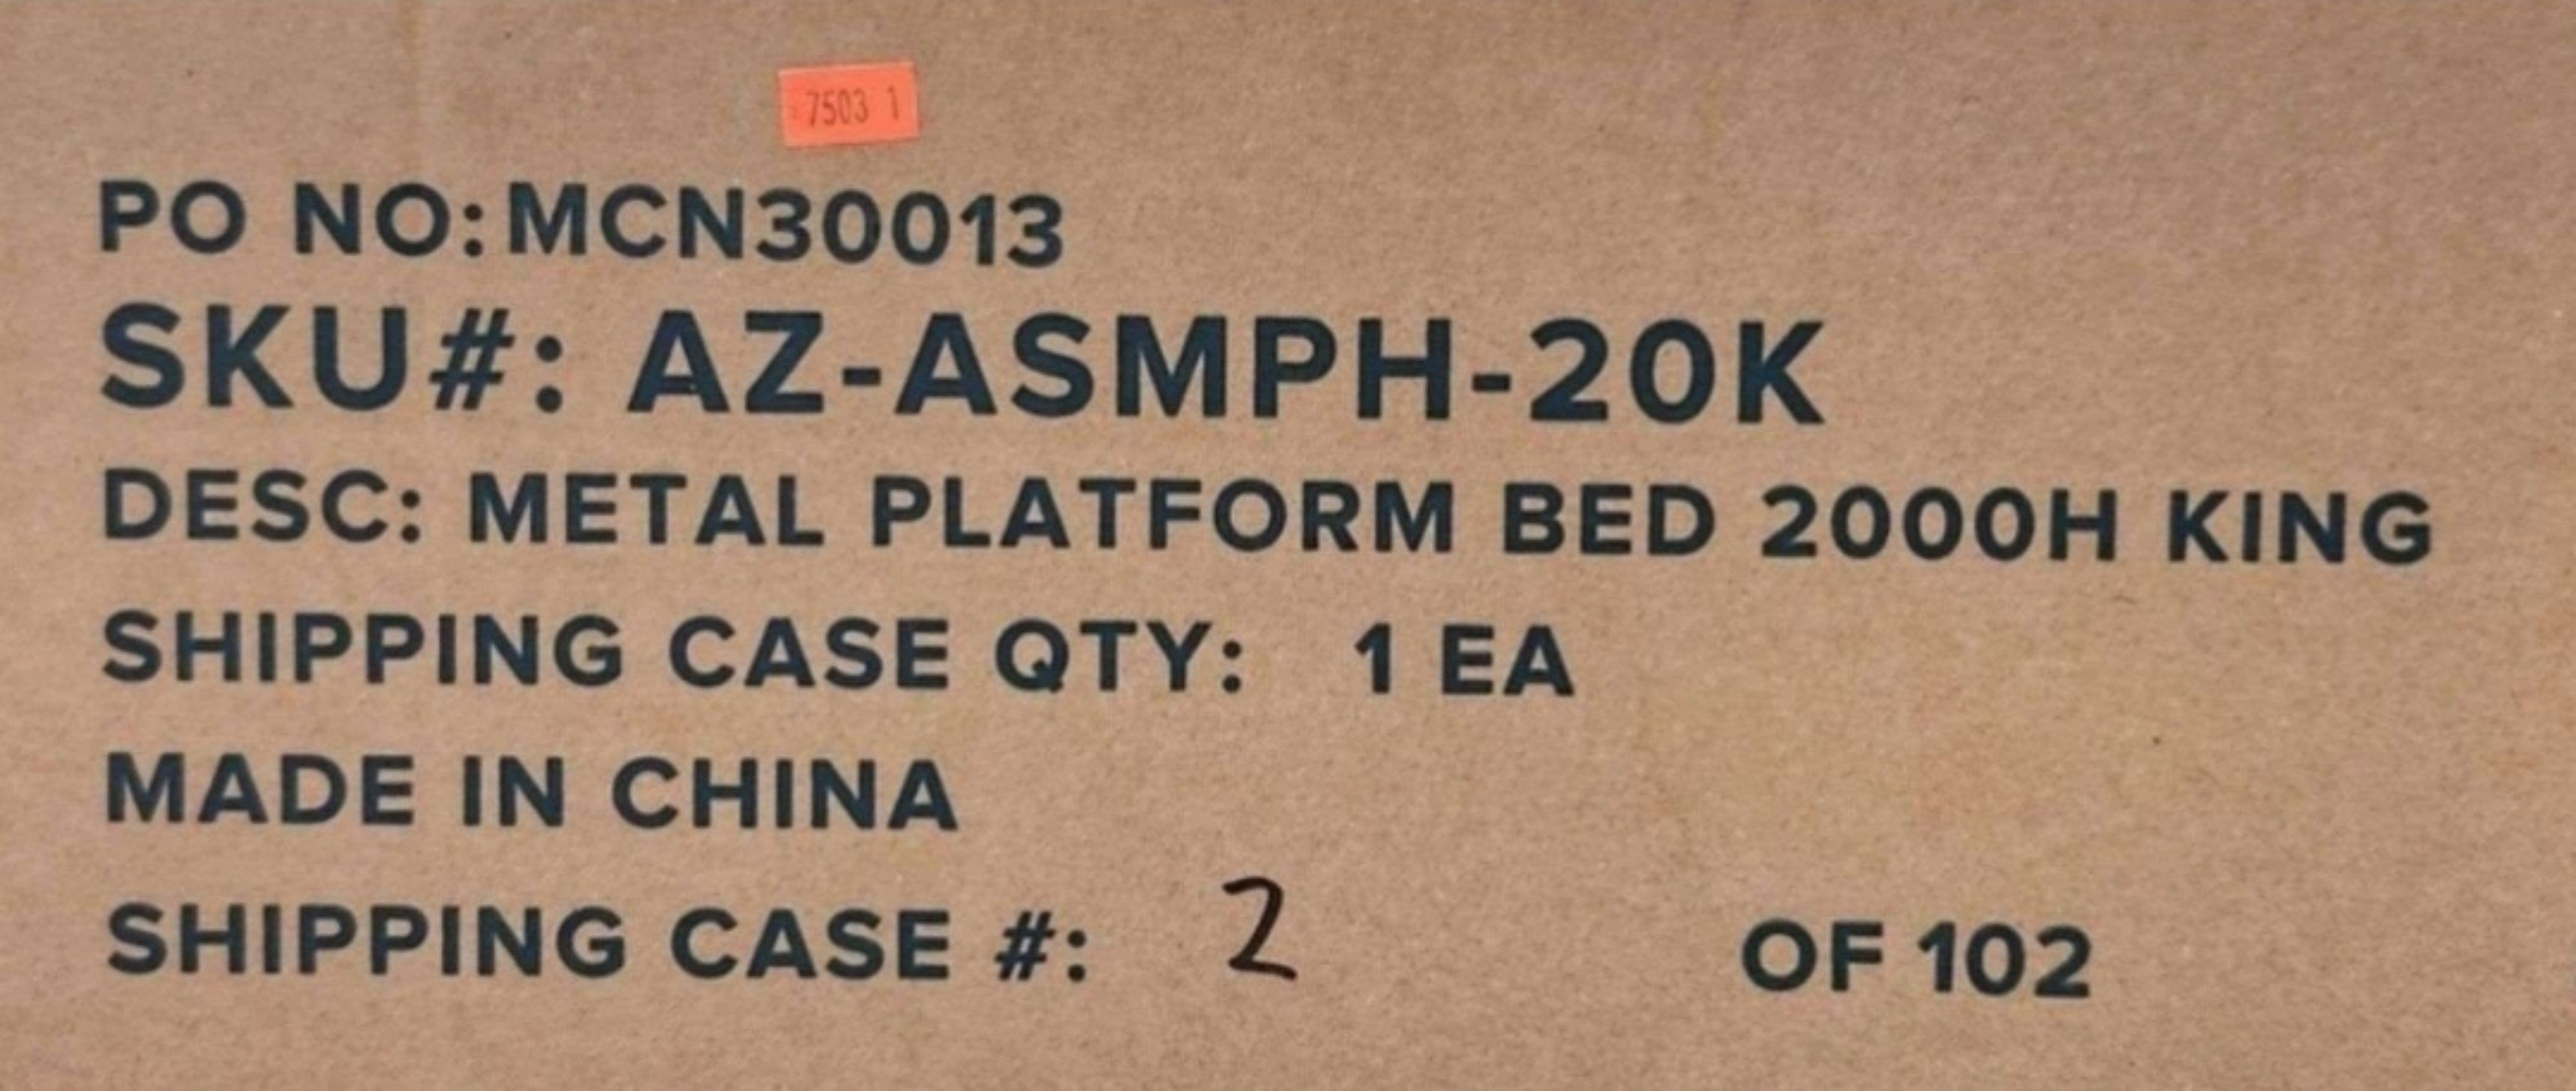 7503 1
PO NO:MCN30013
SKU#: AZ-ASMPH-20K
DESC: METAL PLATFORM BED 2000H KING
SHIPPING CASE QTY: 1 EA
MADE IN CHINA
SHIPPING CASE #: 2 OF 102